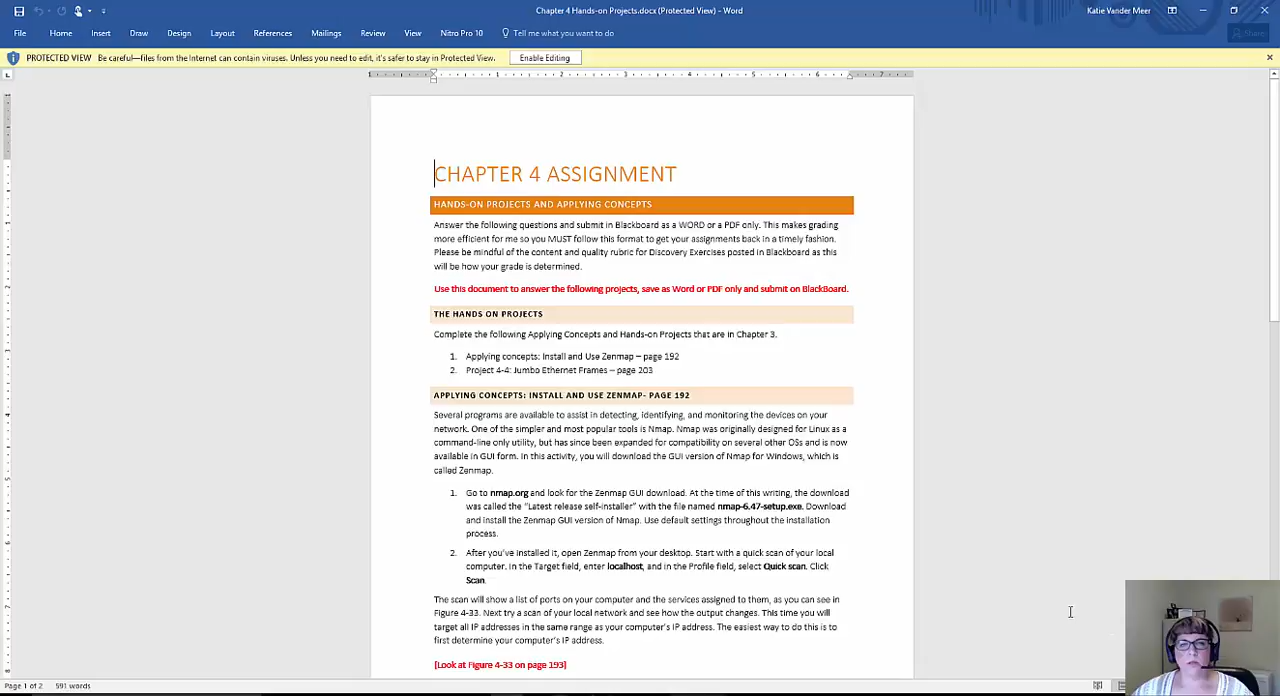 Chapter 4 Hands-on Projects.docx (Protected View) - Word
Katie Vander Meer
File Home Insert Draw Design Layout References Mailings Review View Nitro Pro 10 Tell me what you want to do Share
PROTECTED VIEW Be careful—files from the Internet can contain viruses. Unless you need to edit, it's safer to stay in Protected View. Enable Editing
CHAPTER 4 ASSIGNMENT
HANDS-ON PROJECTS AND APPLYING CONCEPTS
Answer the following questions and submit in Blackboard as a WORD or a PDF only. This makes grading
more efficient for me so you MUST follow this format to get your assignments back in a timely fashion.
Please be mindful of the content and quality rubric for Discovery Exercises posted in Blackboard as this
will be how your grade is determined.
Use this document to answer the following projects, save as Word or PDF only and submit on BlackBoard.
THE HANDS ON PROJECTS
Complete the following Applying Concepts and Hands-on Projects that are in Chapter 3.
1. Applying concepts: Install and Use Zenmap – page 192
2. Project 4-4: Jumbo Ethernet Frames – page 203
APPLYING CONCEPTS: INSTALL AND USE ZENMAP- PAGE 192
Several programs are available to assist in detecting, identifying, and monitoring the devices on your
network. One of the simpler and most popular tools is Nmap. Nmap was originally designed for Linux as a
command-line only utility, but has since been expanded for compatibility on several other OSs and is now
available in GUI form. In this activity, you will download the GUI version of Nmap for Windows, which is
called Zenmap.
1. Go to nmap.org and look for the Zenmap GUI download. At the time of this writing, the download
was called the "Latest release self-installer" with the file named nmap-6.47-setup.exe. Download
and install the Zenmap GUI version of Nmap. Use default settings throughout the installation
process.
2. After you've installed it, open Zenmap from your desktop. Start with a quick scan of your local
computer. In the Target field, enter localhost, and in the Profile field, select Quick scan. Click
Scan.
The scan will show a list of ports on your computer and the services assigned to them, as you can see in
Figure 4-33. Next try a scan of your local network and see how the output changes. This time you will
target all IP addresses in the same range as your computer's IP address. The easiest way to do this is to
first determine your computer's IP address.
[Look at Figure 4-33 on page 193]
Page 1 of 2 591 words